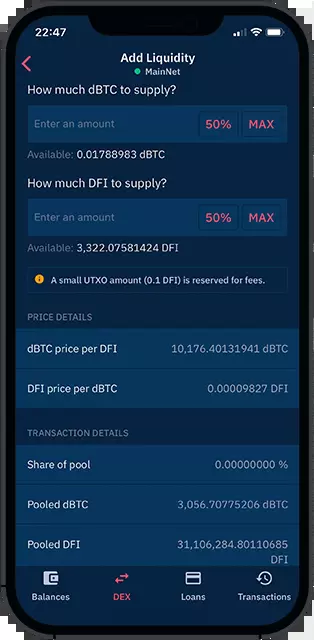 22:47
Add Liquidity
MainNet
How much dBTC to supply?
Enter an amount 50% MAX
Available: 0.01788983 dBTC
How much DFI to supply?
Enter an amount 50% MAX
Available: 3,322.07581424 DFI
A small UTXO amount (0.1 DFI) is reserved for fees.
PRICE DETAILS
dBTC price per DFI 10,176.40131941 dBTC
DFI price per dBTC 0.00009827 DFI
TRANSACTION DETAILS
Share of pool 0.00000000 %
Pooled dBTC 3,056.70775206 dBTC
Pooled DFI 31,106,284.80110685
DFI
Balances DEX Loans Transactions